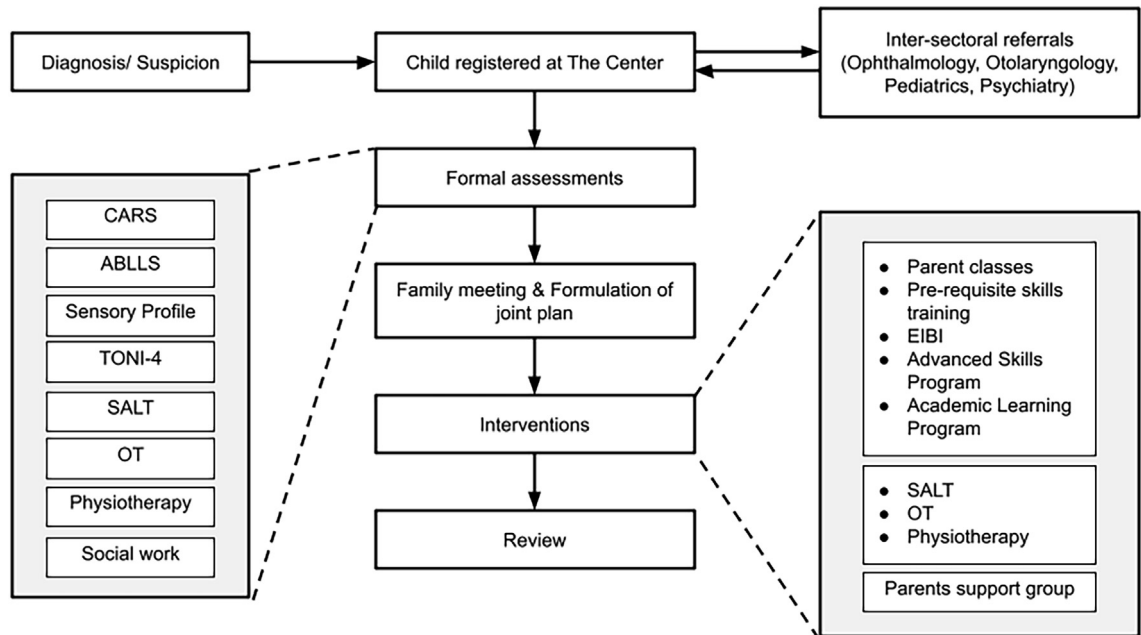 Diagnosis/ Suspicion
Child registered at The Center
Inter-sectoral referrals
(Ophthalmology, Otolaryngology,
Pediatrics, Psychiatry)
Formal assessments
CARS
ABLLS
Sensory Profile
TONI-4
SALT
OT
Physiotherapy
Social work
Family meeting & Formulation of
joint plan
Interventions
● Parent classes
● Pre-requisite skills
training
● EIBI
● Advanced Skills
Program
● Academic Learning
Program
● SALT
● OT
● Physiotherapy
Parents support group
Review